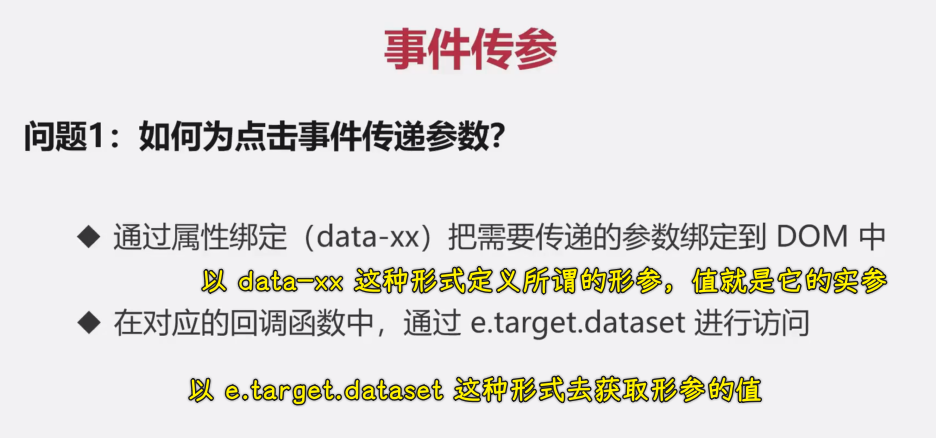 事件传参
问题1：如何为点击事件传递参数？
◆ 通过属性绑定（data-xx）把需要传递的参数绑定到 DOM 中
以 data-xx 这种形式定义所谓的形参，值就是它的实参
◆ 在对应的回调函数中，通过 e.target.dataset 进行访问
以 e.target.dataset 这种形式去获取形参的值